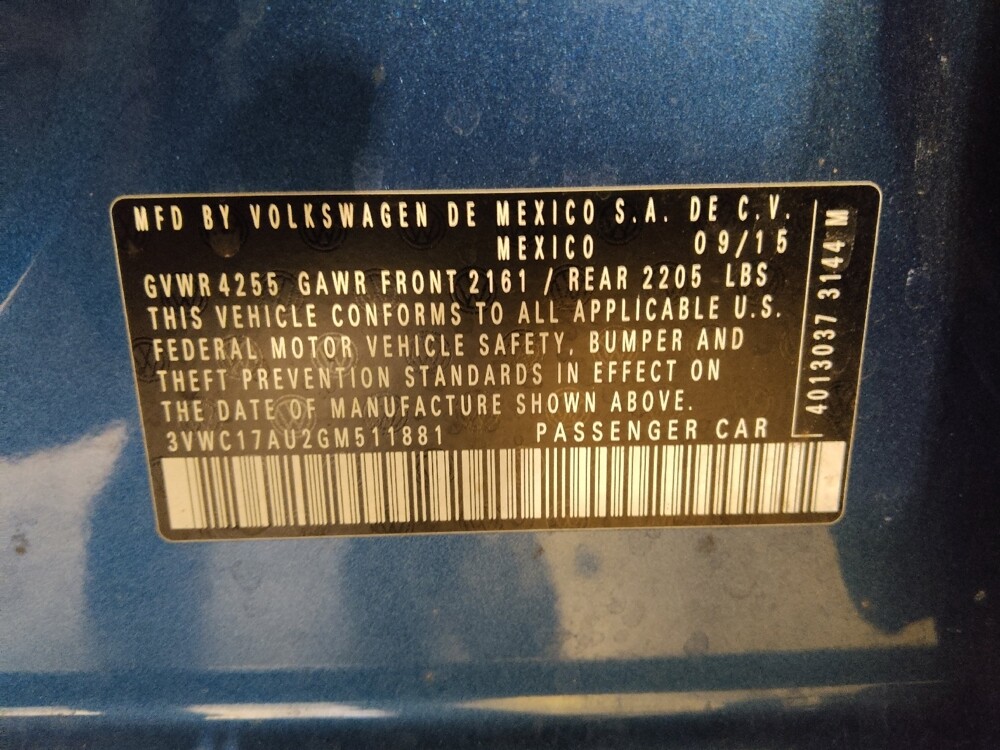 MFD BY VOLKSWAGEN DE MEXICO S.A. DE C.V.
MEXICO 09/15
GVWR 4255 GAWR FRONT 2161 / REAR 2205 LBS
THIS VEHICLE CONFORMS TO ALL APPLICABLE U.S.
FEDERAL MOTOR VEHICLE SAFETY, BUMPER AND
THEFT PREVENTION STANDARDS IN EFFECT ON
THE DATE OF MANUFACTURE SHOWN ABOVE.
3VWC17AU2GM511881 PASSENGER CAR
4013037 3144 M